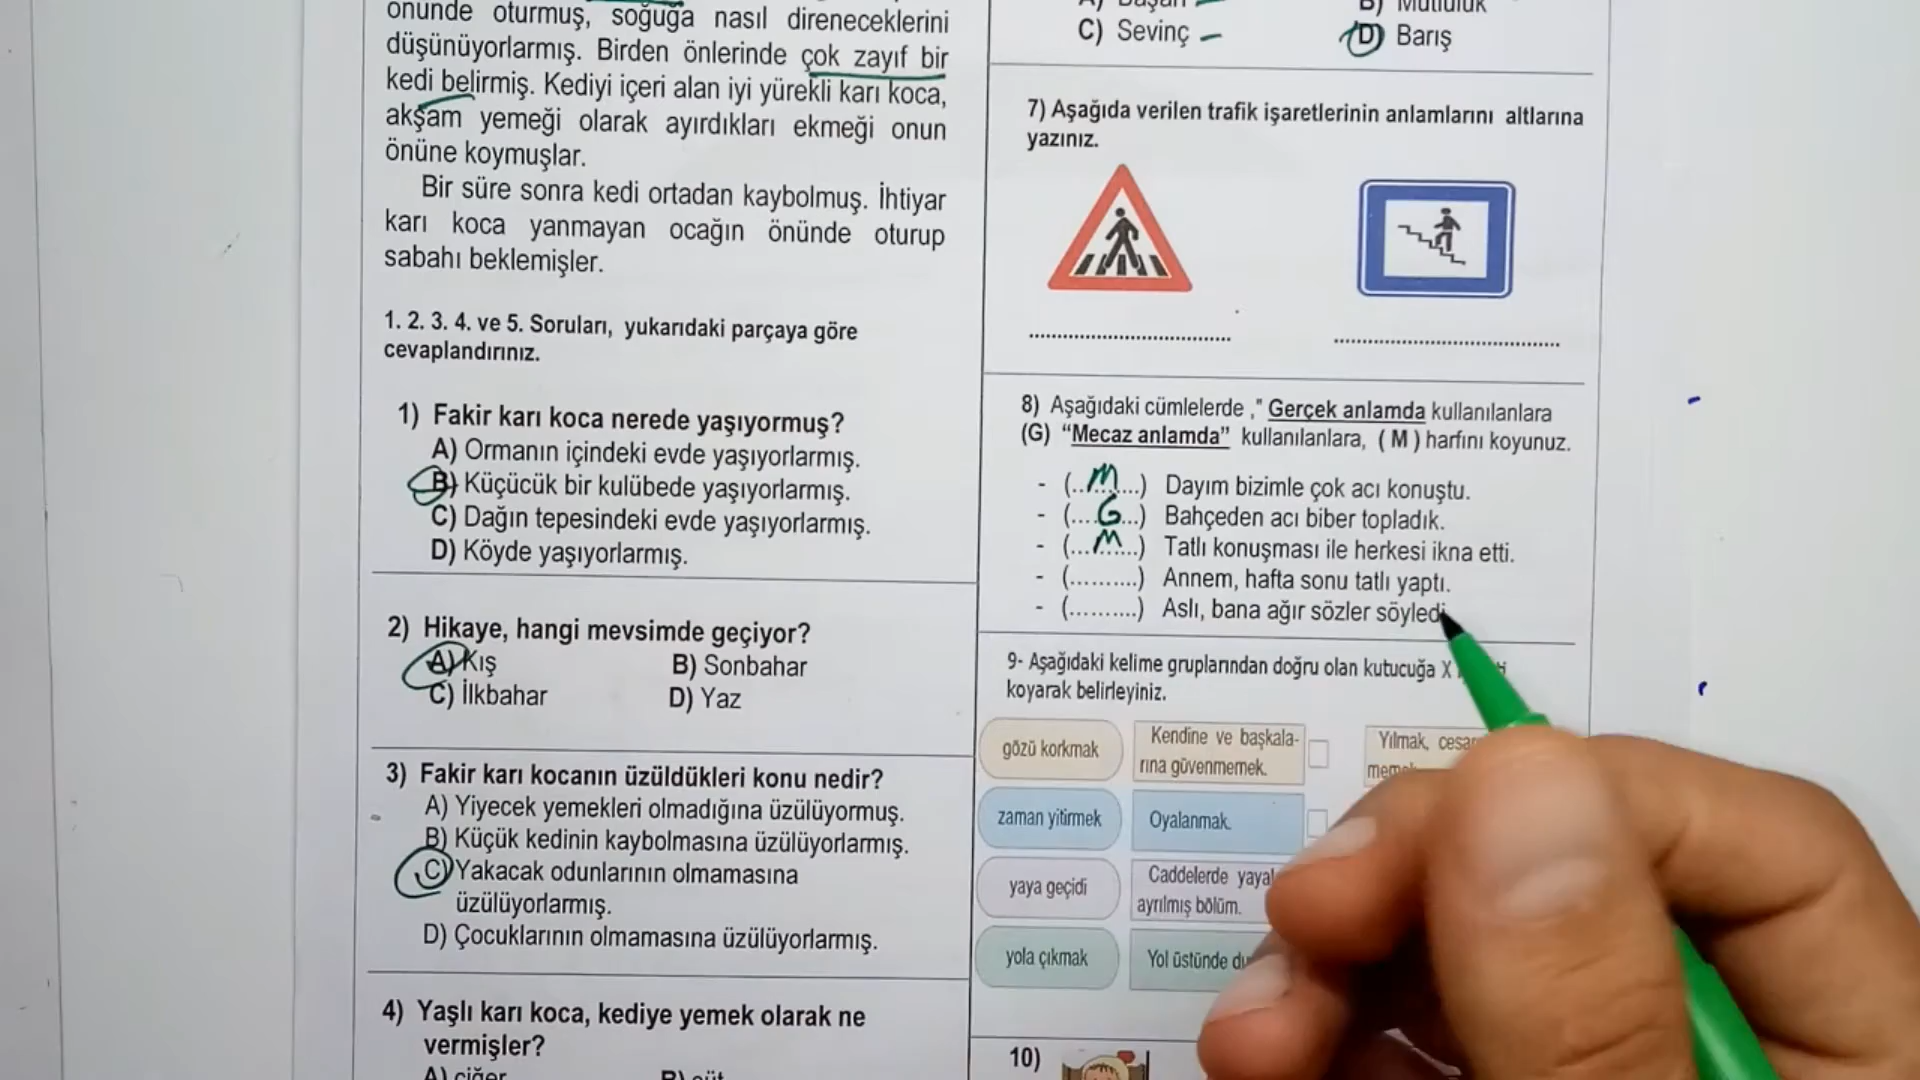 önünde oturmuş, soğuğa nasıl direneceklerini
düşünüyorlarmış. Birden önlerinde çok zayıf bir
kedi belirmiş. Kediyi içeri alan iyi yürekli karı koca,
akşam yemeği olarak ayırdıkları ekmeği onun
önüne koymuşlar.
Bir süre sonra kedi ortadan kaybolmuş. İhtiyar
karı koca yanmayan ocağın önünde oturup
sabahı beklemişler.
1. 2. 3. 4. ve 5. Soruları, yukarıdaki parçaya göre
cevaplandırınız.
1) Fakir karı koca nerede yaşıyormuş?
A) Ormanın içindeki evde yaşıyorlarmış.
B) Küçücük bir kulübede yaşıyorlarmış.
C) Dağın tepesindeki evde yaşıyorlarmış.
D) Köyde yaşıyorlarmış.
2) Hikaye, hangi mevsimde geçiyor?
A) Kış B) Sonbahar
C) İlkbahar D) Yaz
3) Fakir karı kocanın üzüldükleri konu nedir?
A) Yiyecek yemekleri olmadığına üzülüyormuş.
B) Küçük kedinin kaybolmasına üzülüyorlarmış.
C) Yakacak odunlarının olmamasına
üzülüyorlarmış.
D) Çocuklarının olmamasına üzülüyorlarmış.
4) Yaşlı karı koca, kediye yemek olarak ne
vermişler?
A) ciğer B) süt
A) Başarı B) Mutluluk
C) Sevinç D) Barış
7) Aşağıda verilen trafik işaretlerinin anlamlarını altlarına
yazınız.
8) Aşağıdaki cümlelerde ," Gerçek anlamda kullanılanlara
(G) “Mecaz anlamda” kullanılanlara, ( M ) harfini koyunuz.
- (..M....) Dayım bizimle çok acı konuştu.
- (....G...) Bahçeden acı biber topladık.
- (...M.....) Tatlı konuşması ile herkesi ikna etti.
- (..........) Annem, hafta sonu tatlı yaptı.
- (..........) Aslı, bana ağır sözler söyledi
9- Aşağıdaki kelime gruplarından doğru olan kutucuğa X
koyarak belirleyiniz.
gözü korkmak Kendine ve başkala- Yılmak,
rına güvenmemek.
zaman yitirmek Oyalanmak.
yaya geçidi Caddelerde
ayrılmış bölüm.
yola çıkmak Yol üstünde
10)